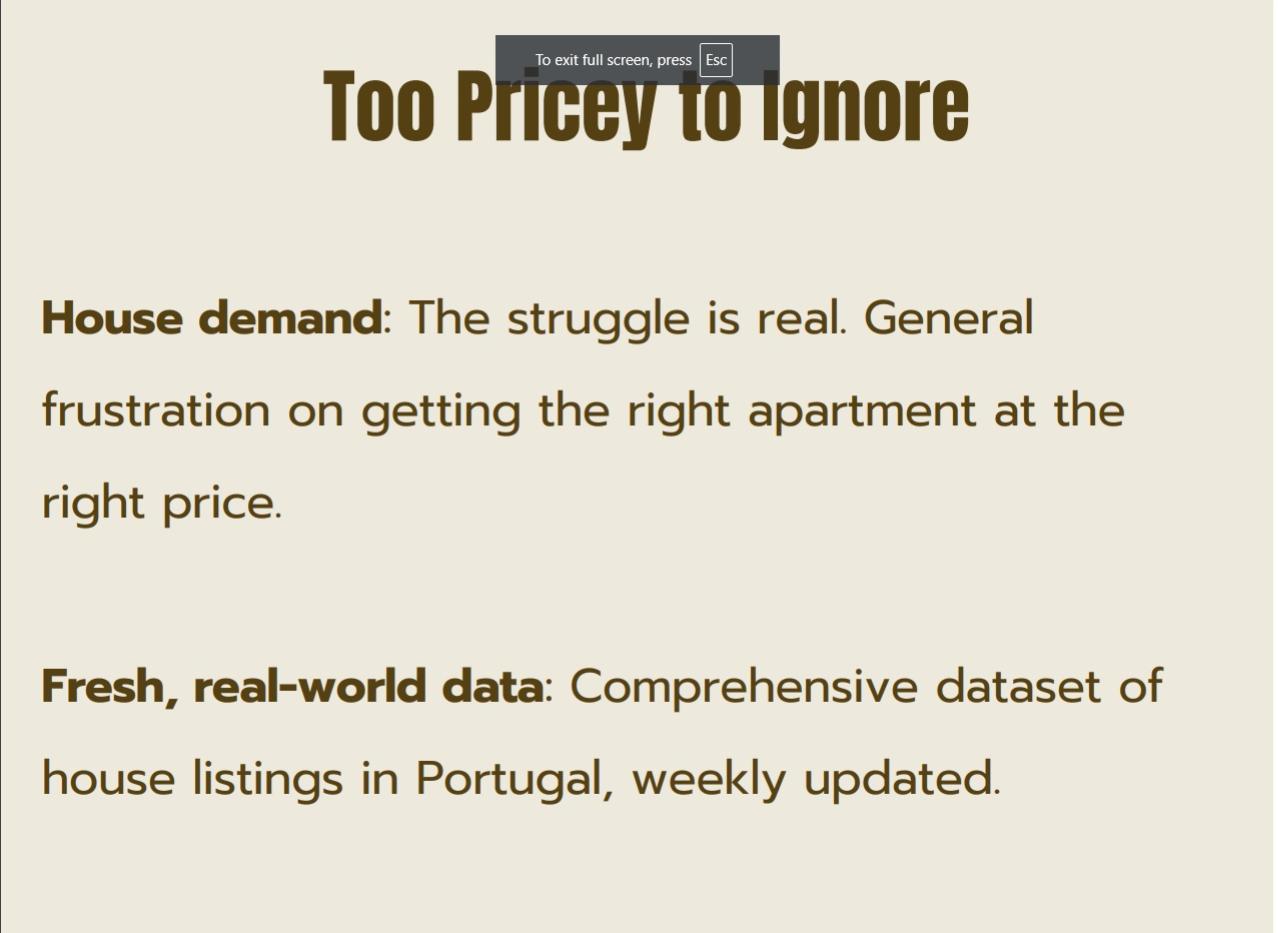 To exit full screen, press Esc
Too Pricey to Ignore
House demand: The struggle is real. General
frustration on getting the right apartment at the
right price.
Fresh, real-world data: Comprehensive dataset of
house listings in Portugal, weekly updated.